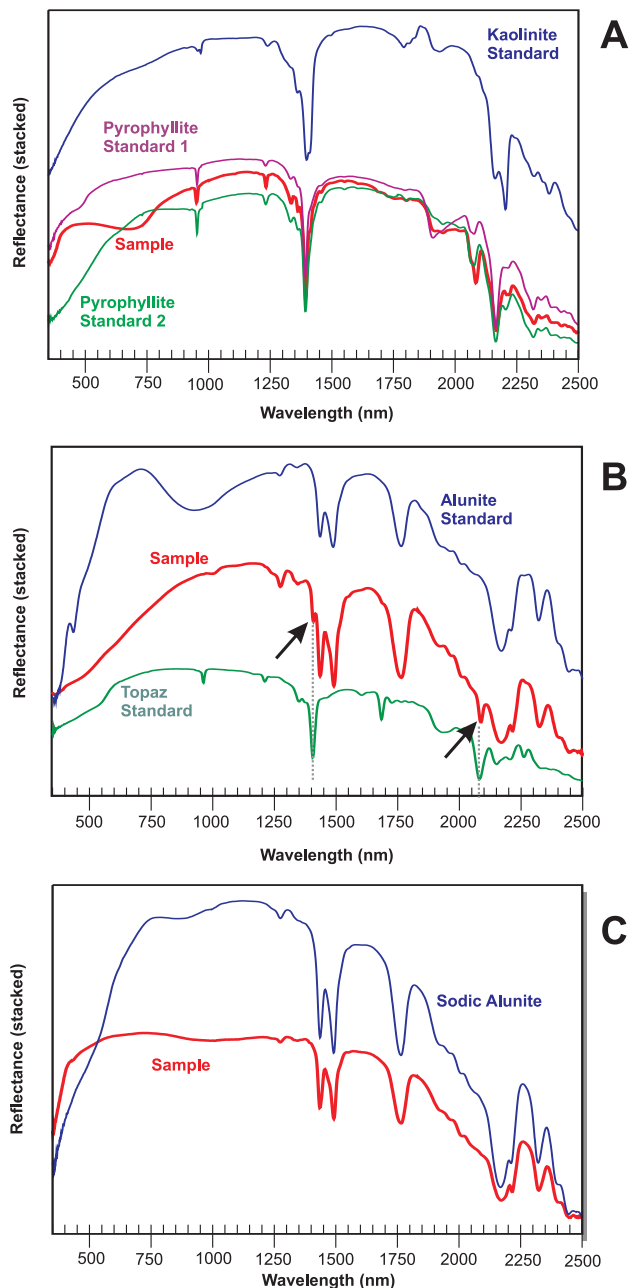 A
Kaolinite
Standard
Reflectance (stacked)
Pyrophyllite
Standard 1
Sample
Pyrophyllite
Standard 2
500 750 1000 1250 1500 1750 2000 2250 2500
Wavelength (nm)
B
Alunite
Standard
Reflectance (stacked)
Sample
Topaz
Standard
500 750 1000 1250 1500 1750 2000 2250 2500
Wavelength (nm)
C
Reflectance (stacked)
Sodic Alunite
Sample
500 750 1000 1250 1500 1750 2000 2250 2500
Wavelength (nm)